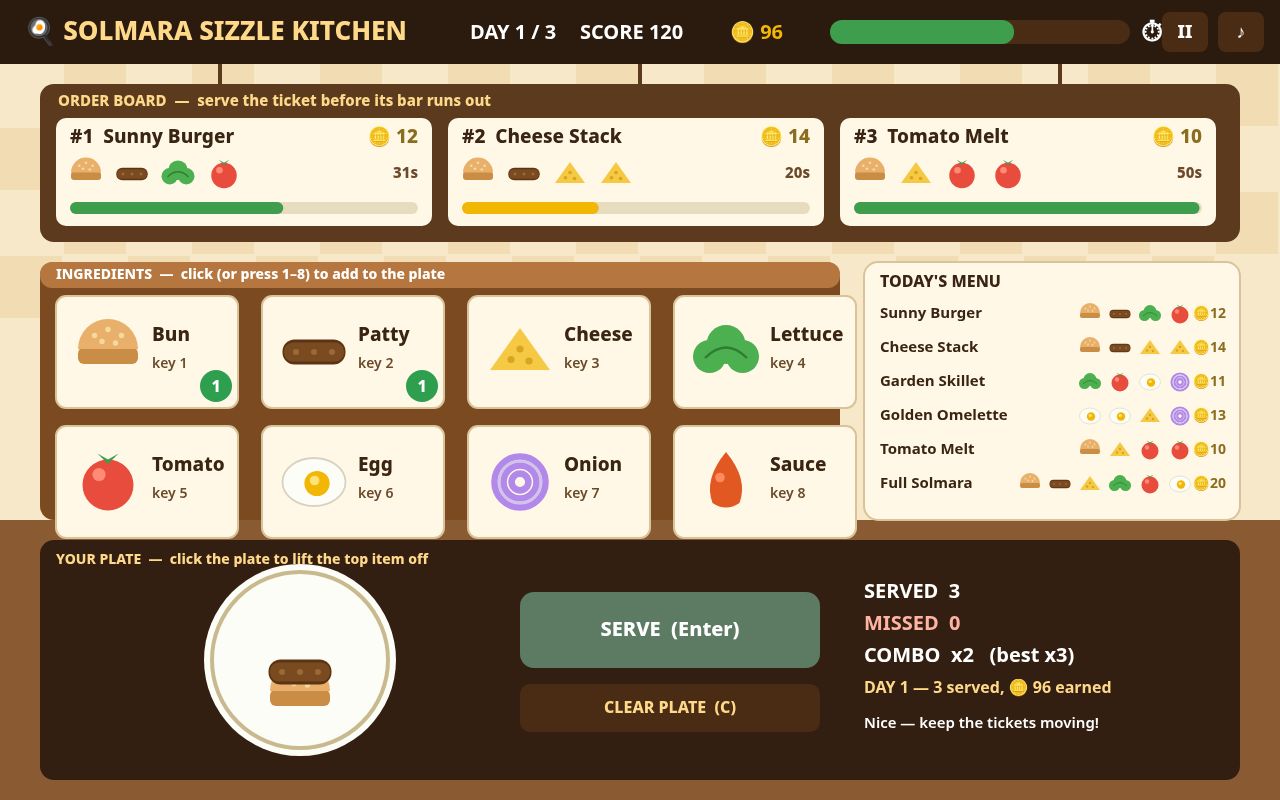 SOLMARA SIZZLE KITCHEN DAY 1 / 3 SCORE 120 96 II ♪
ORDER BOARD — serve the ticket before its bar runs out
#1 Sunny Burger 12
31s
#2 Cheese Stack 14
20s
#3 Tomato Melt 10
50s
INGREDIENTS — click (or press 1–8) to add to the plate
Bun
key 1
1
Patty
key 2
1
Cheese
key 3
Lettuce
key 4
Tomato
key 5
Egg
key 6
Onion
key 7
Sauce
key 8
TODAY'S MENU
Sunny Burger 12
Cheese Stack 14
Garden Skillet 11
Golden Omelette 13
Tomato Melt 10
Full Solmara 20
YOUR PLATE — click the plate to lift the top item off
SERVE (Enter)
CLEAR PLATE (C)
SERVED 3
MISSED 0
COMBO x2 (best x3)
DAY 1 — 3 served, 96 earned
Nice — keep the tickets moving!